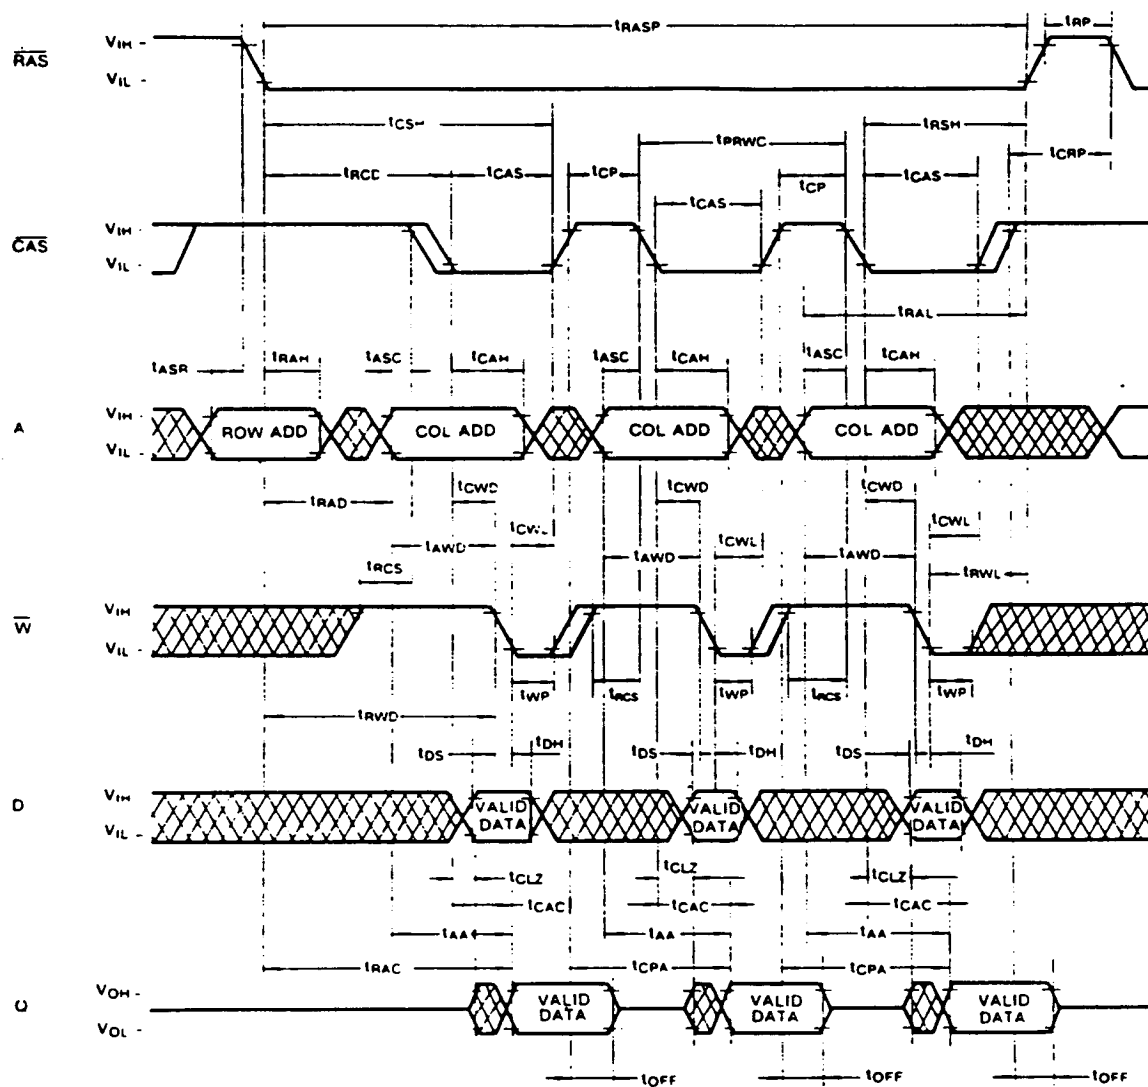 tRASP tRP
RAS VIH
VIL
tCSH tPRWC tRSH
tRCD tCAS tCP tCP tCAS tCRP
tCAS
CAS VIH
VIL
tRAL
tASR tRAH tASC tCAH tASC tCAH tASC tCAH
A VIH
VIL
ROW ADD COL ADD COL ADD COL ADD
tCWD tCWD tCWD
tRAD tCWL tCWL tCWL
tAWD tAWD tAWD
tRCS tRWL
W VIH
VIL
tWP tRCS tWP tRCS tWP
tRWD
tDS tDH tDS tDH tDS tDH
D VIH
VIL
VALID DATA VALID DATA VALID DATA
tCLZ tCLZ tCLZ
tCAC tCAC tCAC
tAA tAA tAA
tRAC tCPA tCPA
Q VOH
VOL
VALID DATA VALID DATA VALID DATA
tOFF tOFF tOFF